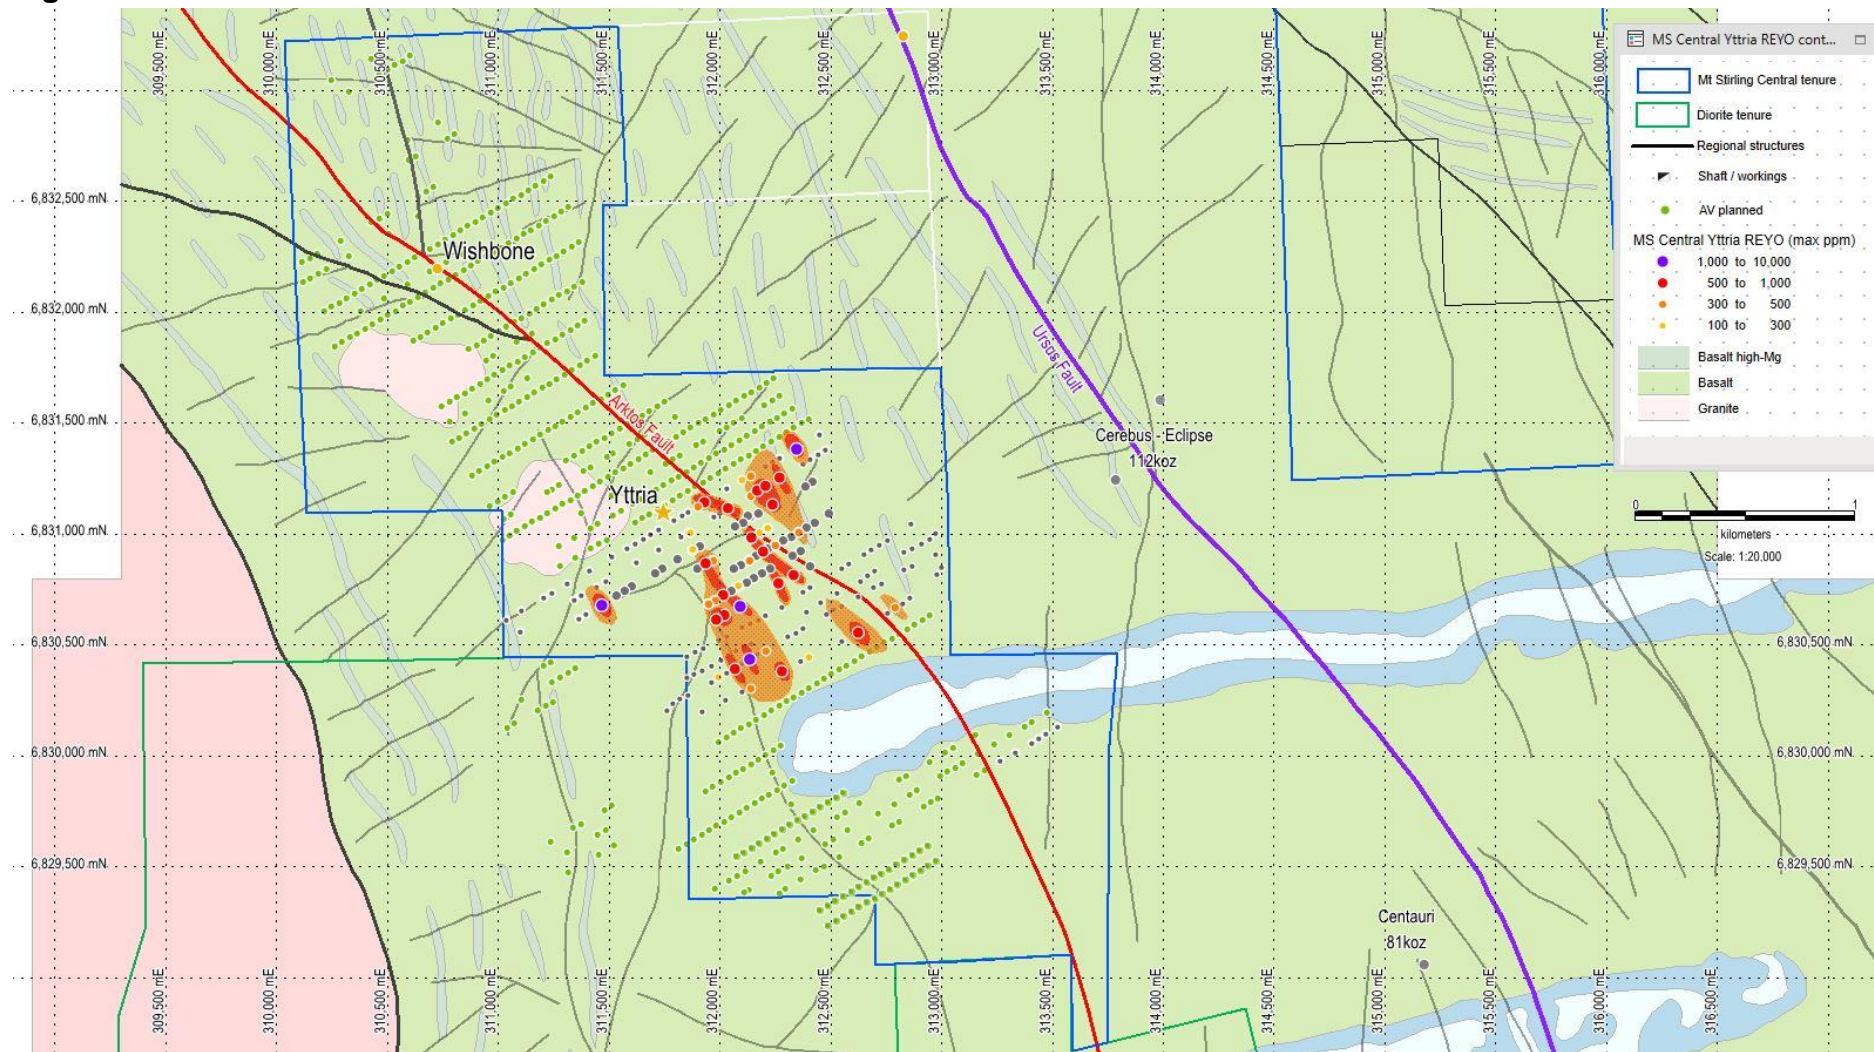 309,500 mE
310,000 mE
310,500 mE
311,000 mE
311,500 mE
312,000 mE
312,500 mE
313,000 mE
313,500 mE
314,000 mE
314,500 mE
315,000 mE
315,500 mE
316,000 mE
MS Central Yttria REYO cont...
Mt Stirling Central tenure
Diorite tenure
Regional structures
Shaft / workings
AV planned
MS Central Yttria REYO (max ppm)
1,000 to 10,000
500 to 1,000
300 to 500
100 to 300
Basalt high-Mg
Basalt
Granite
6,832,500 mN
Wishbone
6,832,000 mN
Ursus Fault
Arktos Fault
6,831,500 mN
Cerebus - Eclipse
112koz
Yttria
0 1
kilometers
Scale: 1:20,000
6,831,000 mN
6,830,500 mN
6,830,500 mN
6,830,000 mN
6,830,000 mN
6,829,500 mN
6,829,500 mN
Centauri
81koz
309,500 mE
310,000 mE
310,500 mE
311,000 mE
311,500 mE
312,000 mE
312,500 mE
313,000 mE
313,500 mE
314,000 mE
314,500 mE
315,000 mE
315,500 mE
316,000 mE
316,500 mE